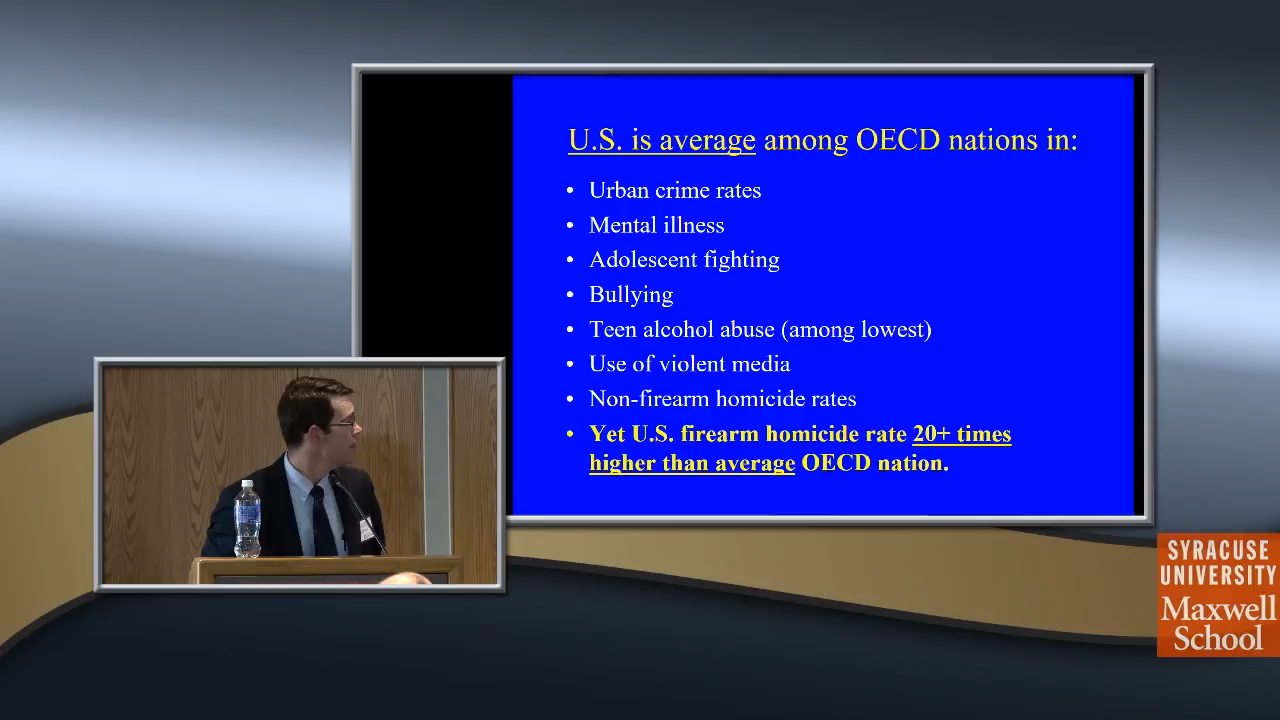 U.S. is average among OECD nations in:
• Urban crime rates
• Mental illness
• Adolescent fighting
• Bullying
• Teen alcohol abuse (among lowest)
• Use of violent media
• Non-firearm homicide rates
• Yet U.S. firearm homicide rate 20+ times
higher than average OECD nation.
SYRACUSE
UNIVERSITY
Maxwell
School